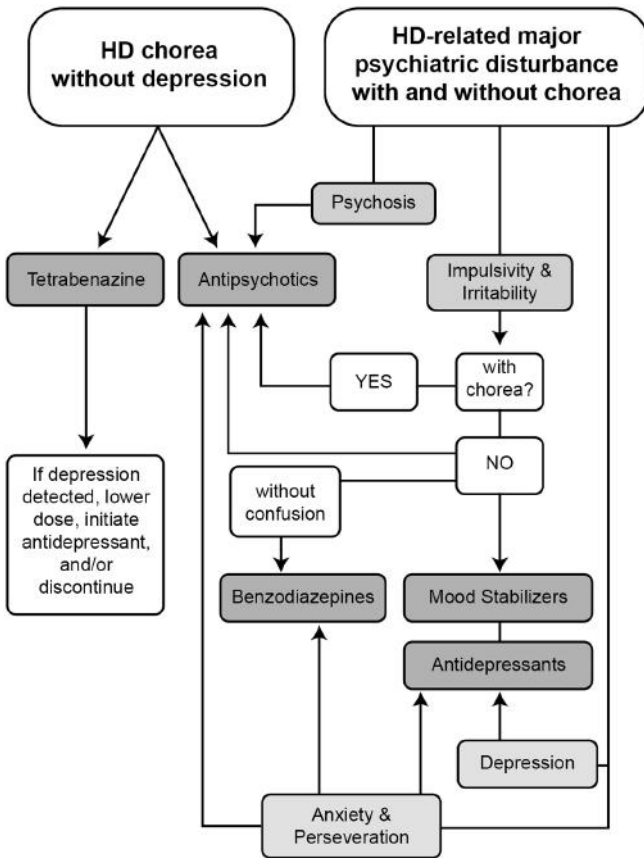 HD chorea
without depression
HD-related major
psychiatric disturbance
with and without chorea
Psychosis
Tetrabenazine
Antipsychotics
Impulsivity &
Irritability
YES
with
chorea?
NO
If depression
detected, lower
dose, initiate
antidepressant,
and/or
discontinue
without
confusion
Benzodiazepines
Mood Stabilizers
Antidepressants
Depression
Anxiety &
Perseveration